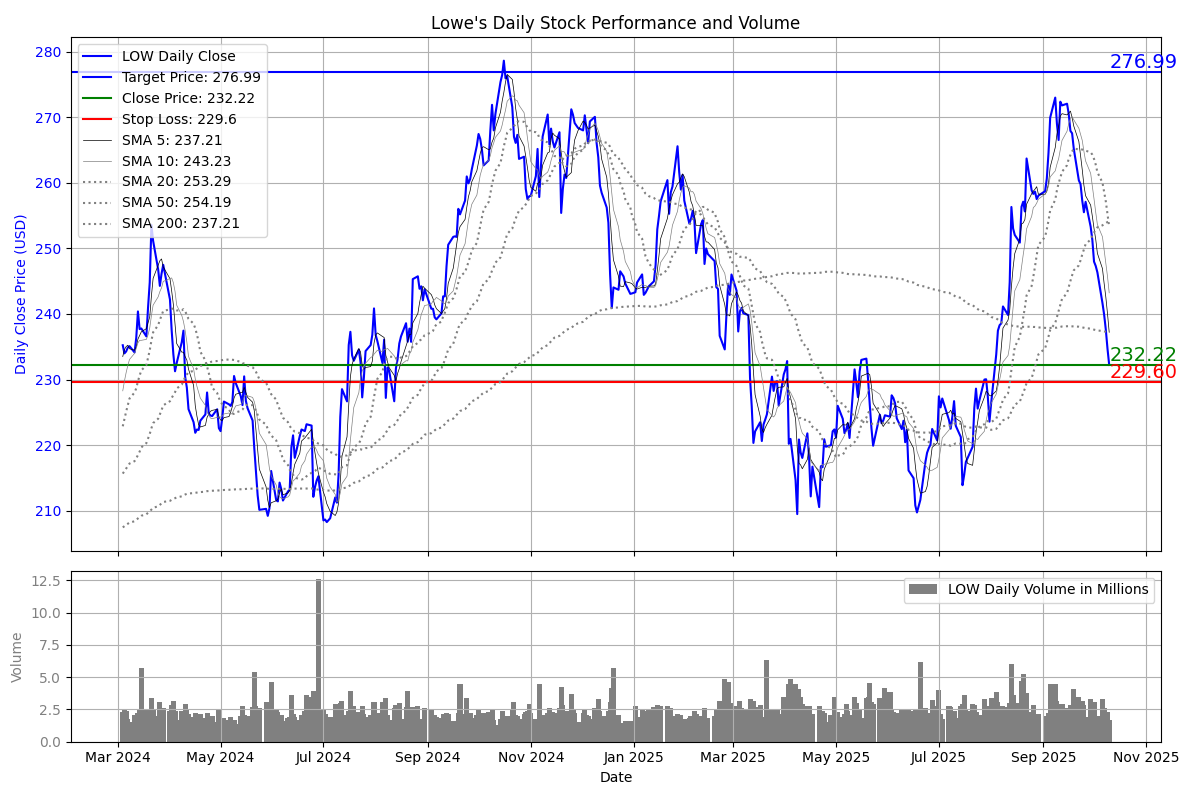 Lowe's Daily Stock Performance and Volume
Daily Close Price (USD)
280
270
260
250
240
230
220
210
LOW Daily Close
Target Price: 276.99
Close Price: 232.22
Stop Loss: 229.6
SMA 5: 237.21
SMA 10: 243.23
SMA 20: 253.29
SMA 50: 254.19
SMA 200: 237.21
276.99
232.22
229.60
Volume
12.5
10.0
7.5
5.0
2.5
0.0
LOW Daily Volume in Millions
Mar 2024 May 2024 Jul 2024 Sep 2024 Nov 2024 Jan 2025 Mar 2025 May 2025 Jul 2025 Sep 2025 Nov 2025
Date